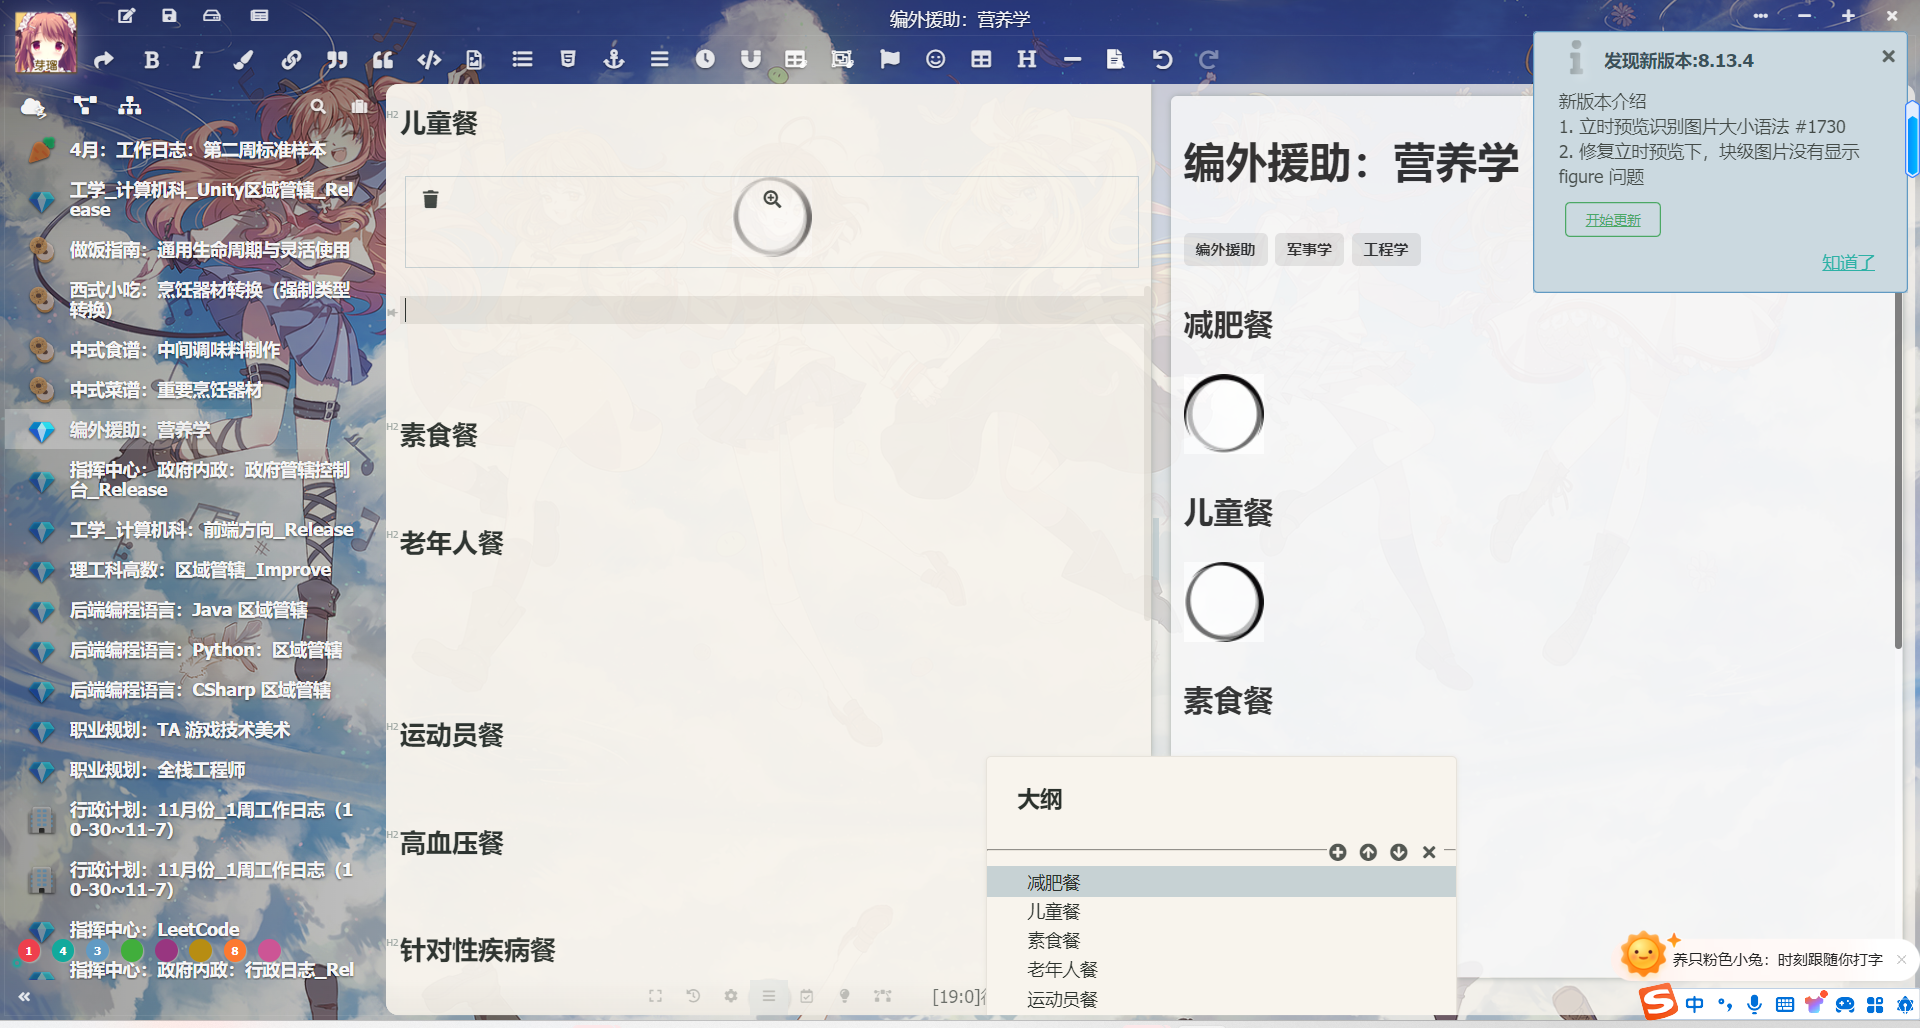 编外援助：营养学
芽瑠
4月：工作日志：第二周标准样本
工学_计算机科_Unity区域管辖_Rel
ease
做饭指南：通用生命周期与灵活使用
西式小吃：烹饪器材转换（强制类型
转换）
中式食谱：中间调味料制作
中式菜谱：重要烹饪器材
编外援助：营养学
指挥中心：政府内政：政府管辖控制
台_Release
工学_计算机科：前端方向_Release
理工科高数：区域管辖_Improve
后端编程语言：Java 区域管辖
后端编程语言：Python：区域管辖
后端编程语言：CSharp 区域管辖
职业规划：TA 游戏技术美术
职业规划：全栈工程师
行政计划：11月份_1周工作日志（1
0-30~11-7）
行政计划：11月份_1周工作日志（1
0-30~11-7）
指挥中心：LeetCode
1 4 3 8
指挥中心：政府内政：行政日志_Rel
H2 儿童餐
H2 素食餐
H2 老年人餐
H2 运动员餐
H2 高血压餐
H2 针对性疾病餐
[19:0]行
编外援助：营养学
编外援助 军事学 工程学
减肥餐
儿童餐
素食餐
大纲
减肥餐
儿童餐
素食餐
老年人餐
运动员餐
发现新版本:8.13.4
新版本介绍
1. 立时预览识别图片大小语法 #1730
2. 修复立时预览下，块级图片没有显示
figure 问题
开始更新
知道了
养只粉色小兔：时刻跟随你打字
中